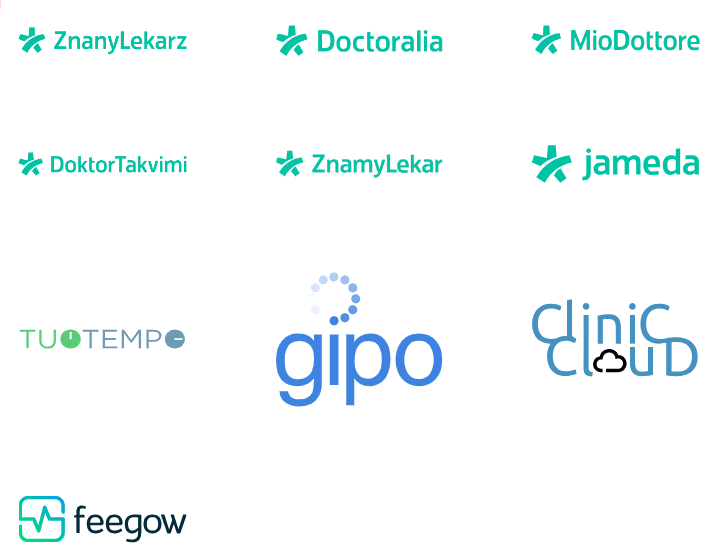 ZnanyLekarz
Doctoralia
MioDottore
DoktorTakvimi
ZnamyLekar
jameda
TUOTEMPO
gipo
CliniC
ClouD
feegow